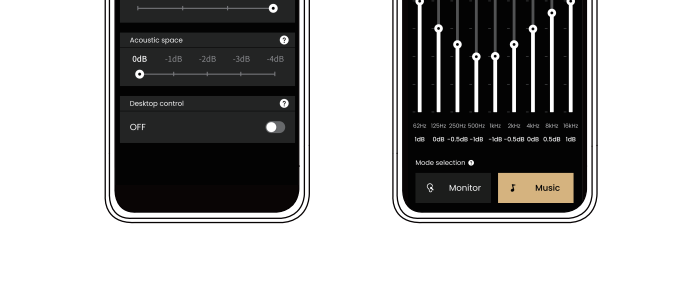 Acoustic space ?
0dB -1dB -2dB -3dB -4dB
Desktop control ?
OFF
62Hz 125Hz 250Hz 500Hz 1kHz 2kHz 4kHz 8kHz 16kHz
1dB 0dB -0.5dB -1dB -1dB -0.5dB 0dB 0.5dB 1dB
Mode selection ?
Monitor Music